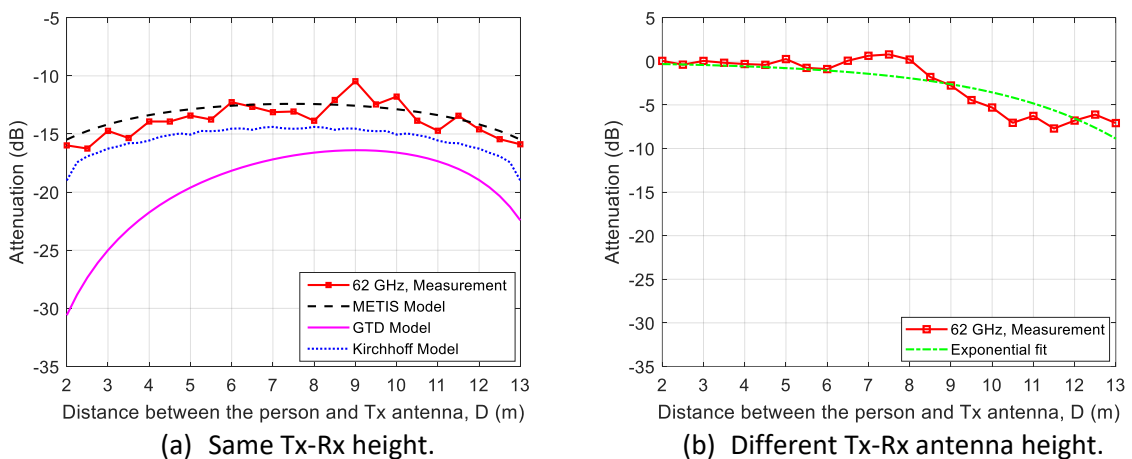 -5
-10
-15
-20
-25
-30
-35
Attenuation (dB)
62 GHz, Measurement
METIS Model
GTD Model
Kirchhoff Model
2 3 4 5 6 7 8 9 10 11 12 13
Distance between the person and Tx antenna, D (m)
(a) Same Tx-Rx height.
5
0
-5
-10
-15
-20
-25
-30
-35
Attenuation (dB)
62 GHz, Measurement
Exponential fit
2 3 4 5 6 7 8 9 10 11 12 13
Distance between the person and Tx antenna, D (m)
(b) Different Tx-Rx antenna height.